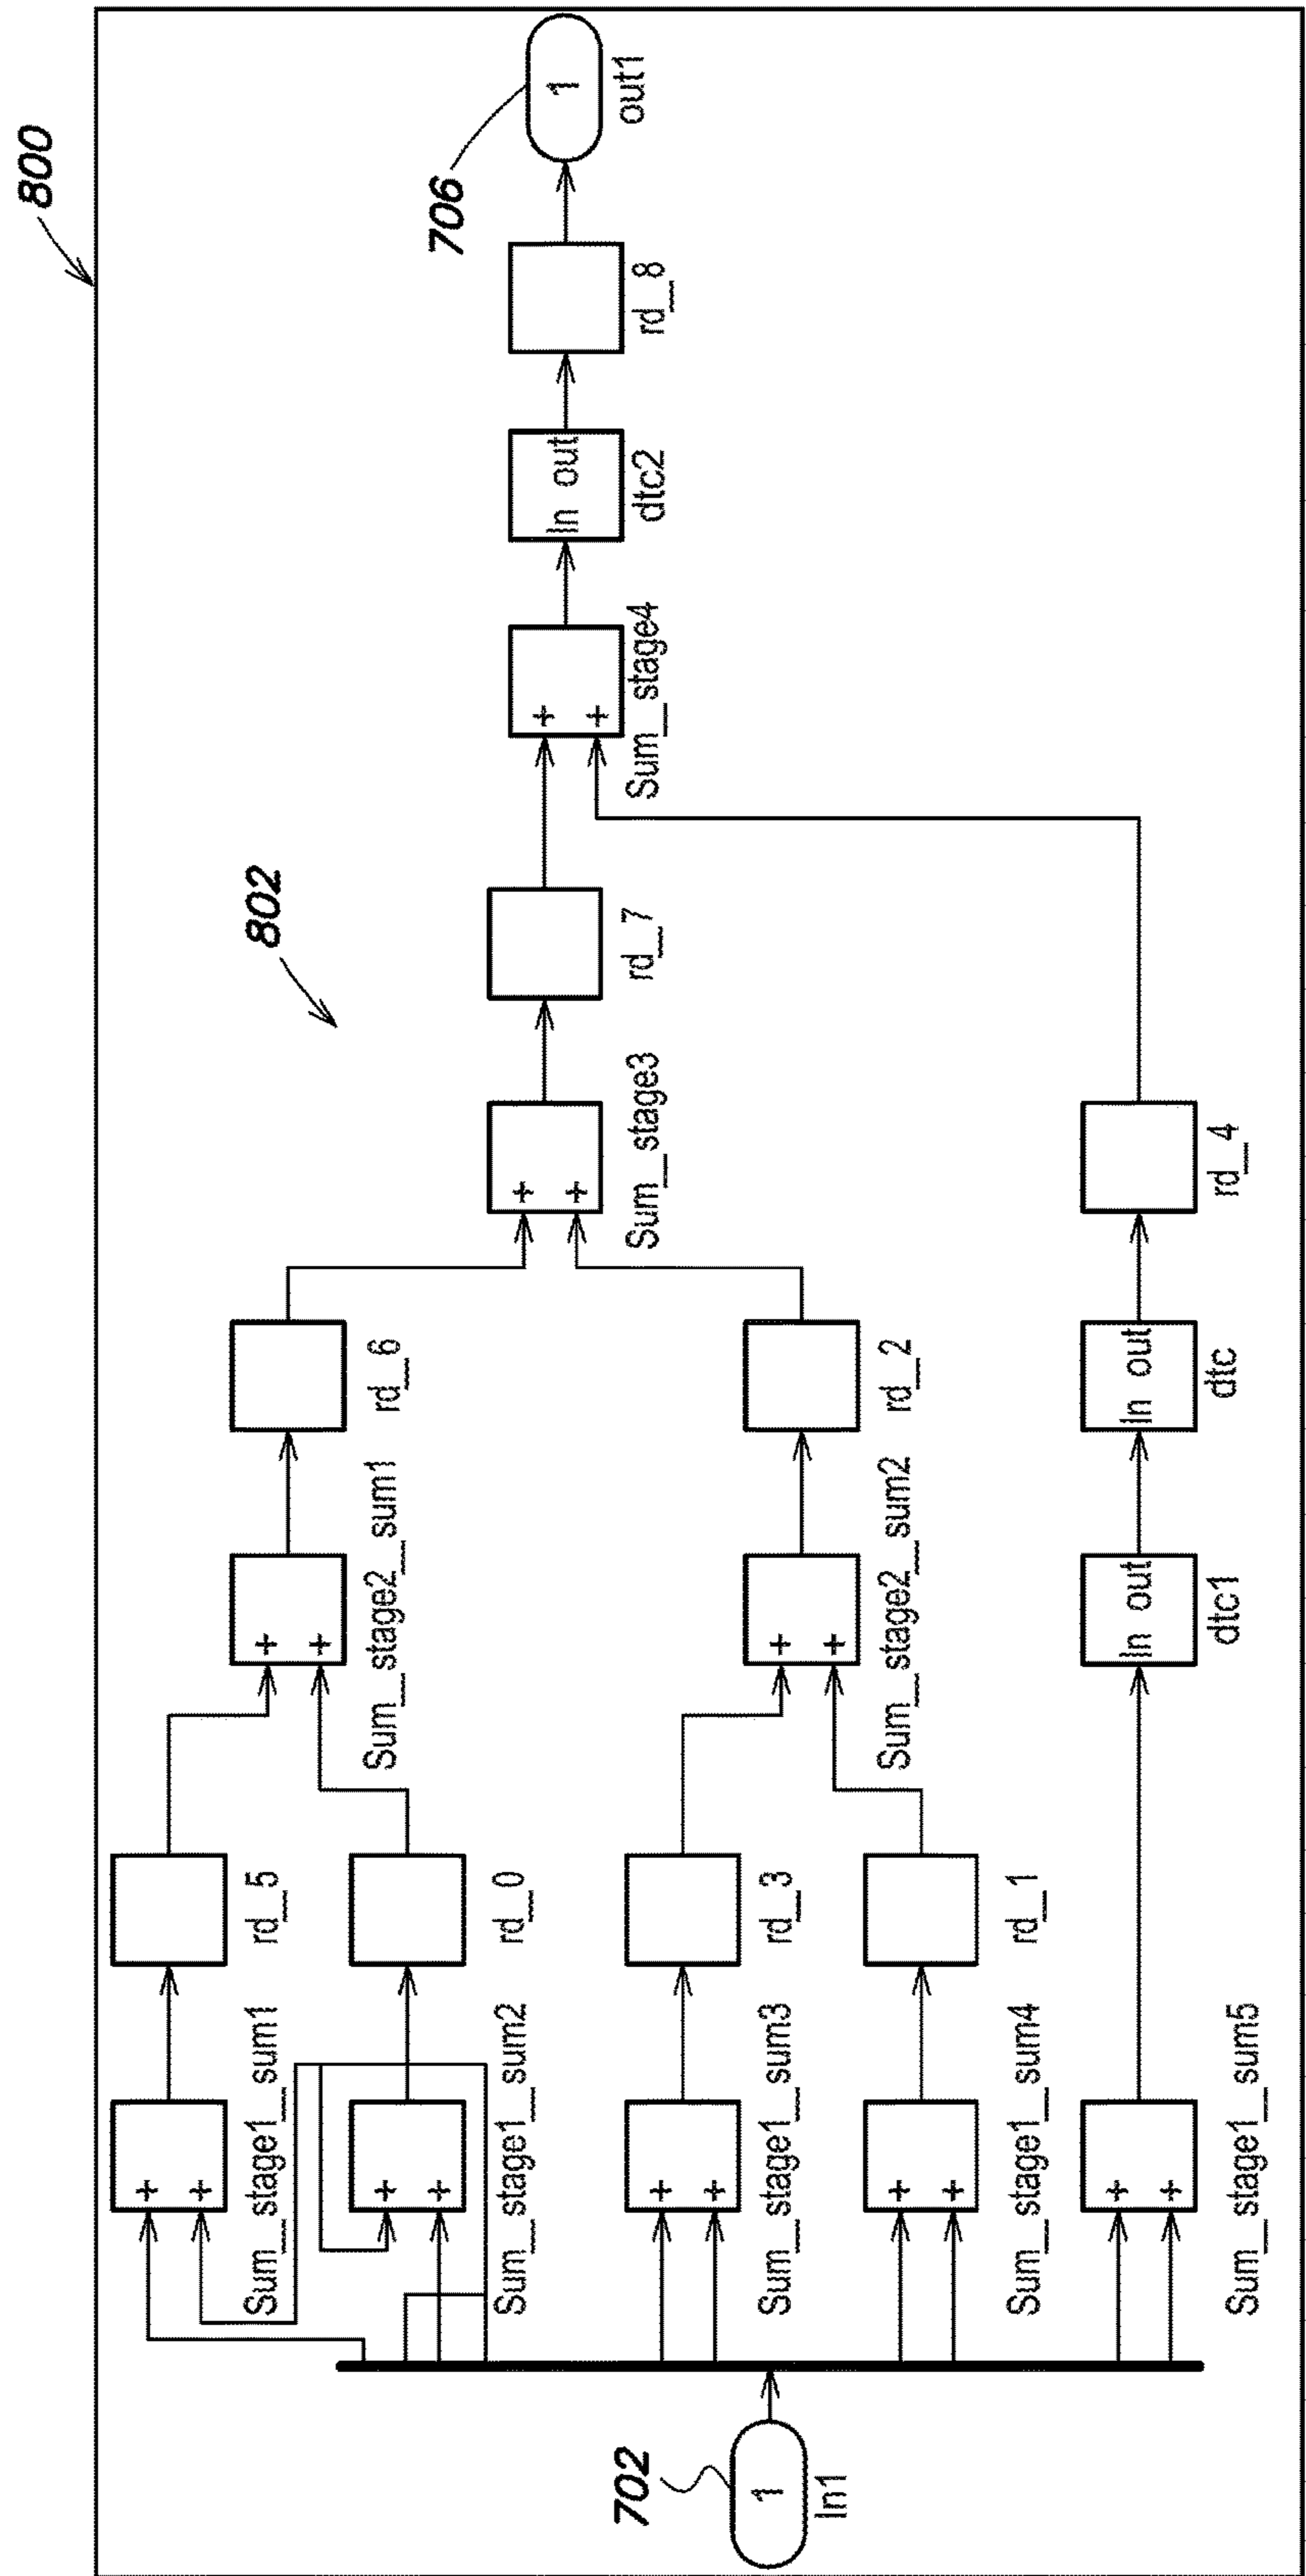 800
802
706
702
1
In1
+
+
Sum_stage1_sum1
rd_5
+
+
Sum_stage1_sum2
rd_0
+
+
Sum_stage1_sum3
rd_3
+
+
Sum_stage1_sum4
rd_1
+
+
Sum_stage1_sum5
+
+
Sum_stage2_sum1
rd_6
+
+
Sum_stage2_sum2
rd_2
In out
dtc1
In out
dtc
rd_4
+
+
Sum_stage3
rd_7
+
+
Sum_stage4
In out
dtc2
rd_8
1
out1